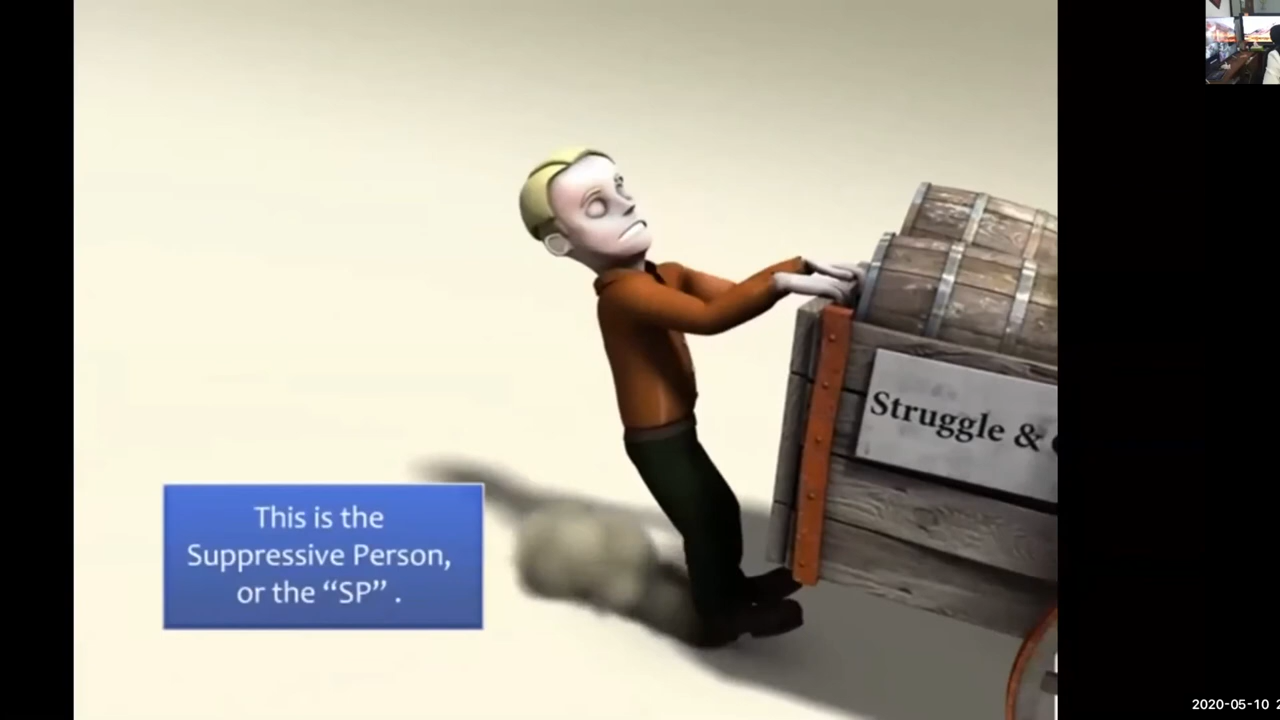 Struggle &
This is the
Suppressive Person,
or the “SP” .
2020-05-10